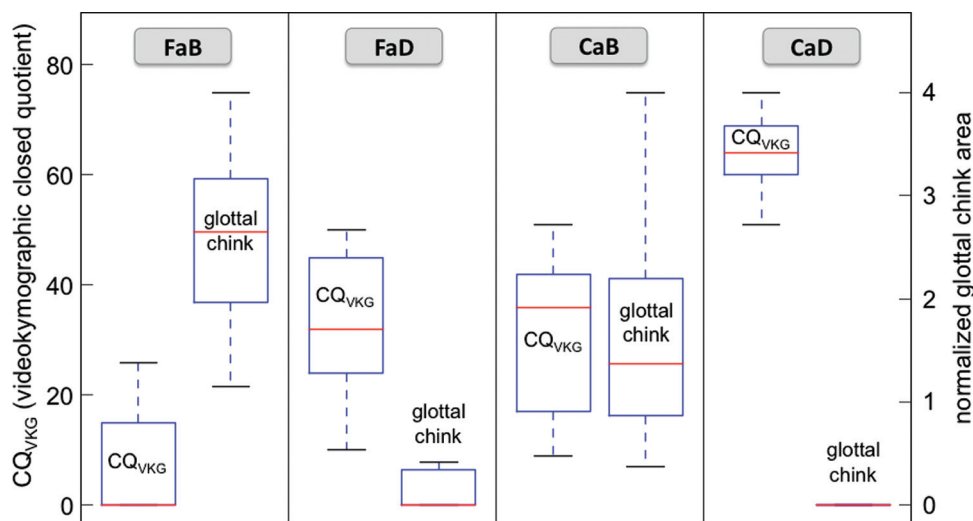 FaB
FaD
CaB
CaD
CQVKG (videokymographic closed quotient)
80
60
40
20
0
CQVKG
glottal
chink
CQVKG
glottal
chink
CQVKG
glottal
chink
CQVKG
glottal
chink
4
3
2
1
0
normalized glottal chink area